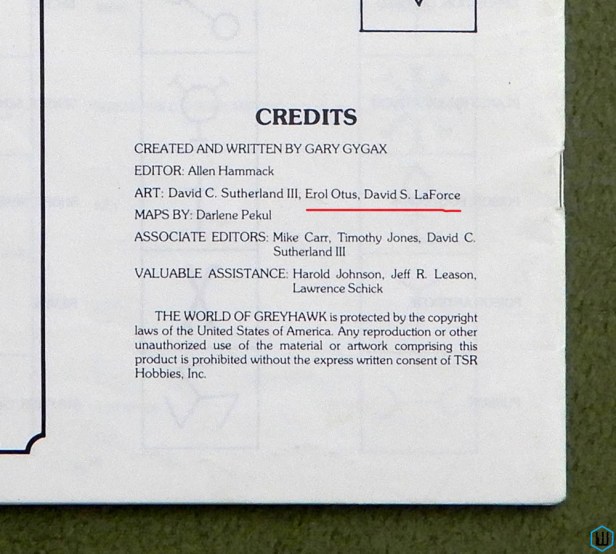 CREDITS
CREATED AND WRITTEN BY GARY GYGAX
EDITOR: Allen Hammack
ART: David C. Sutherland III, Erol Otus, David S. LaForce
MAPS BY: Darlene Pekul
ASSOCIATE EDITORS: Mike Carr, Timothy Jones, David C.
Sutherland III
VALUABLE ASSISTANCE: Harold Johnson, Jeff R. Leason,
Lawrence Schick
THE WORLD OF GREYHAWK is protected by the copyright
laws of the United States of America. Any reproduction or other
unauthorized use of the material or artwork comprising this
product is prohibited without the express written consent of TSR
Hobbies, Inc.